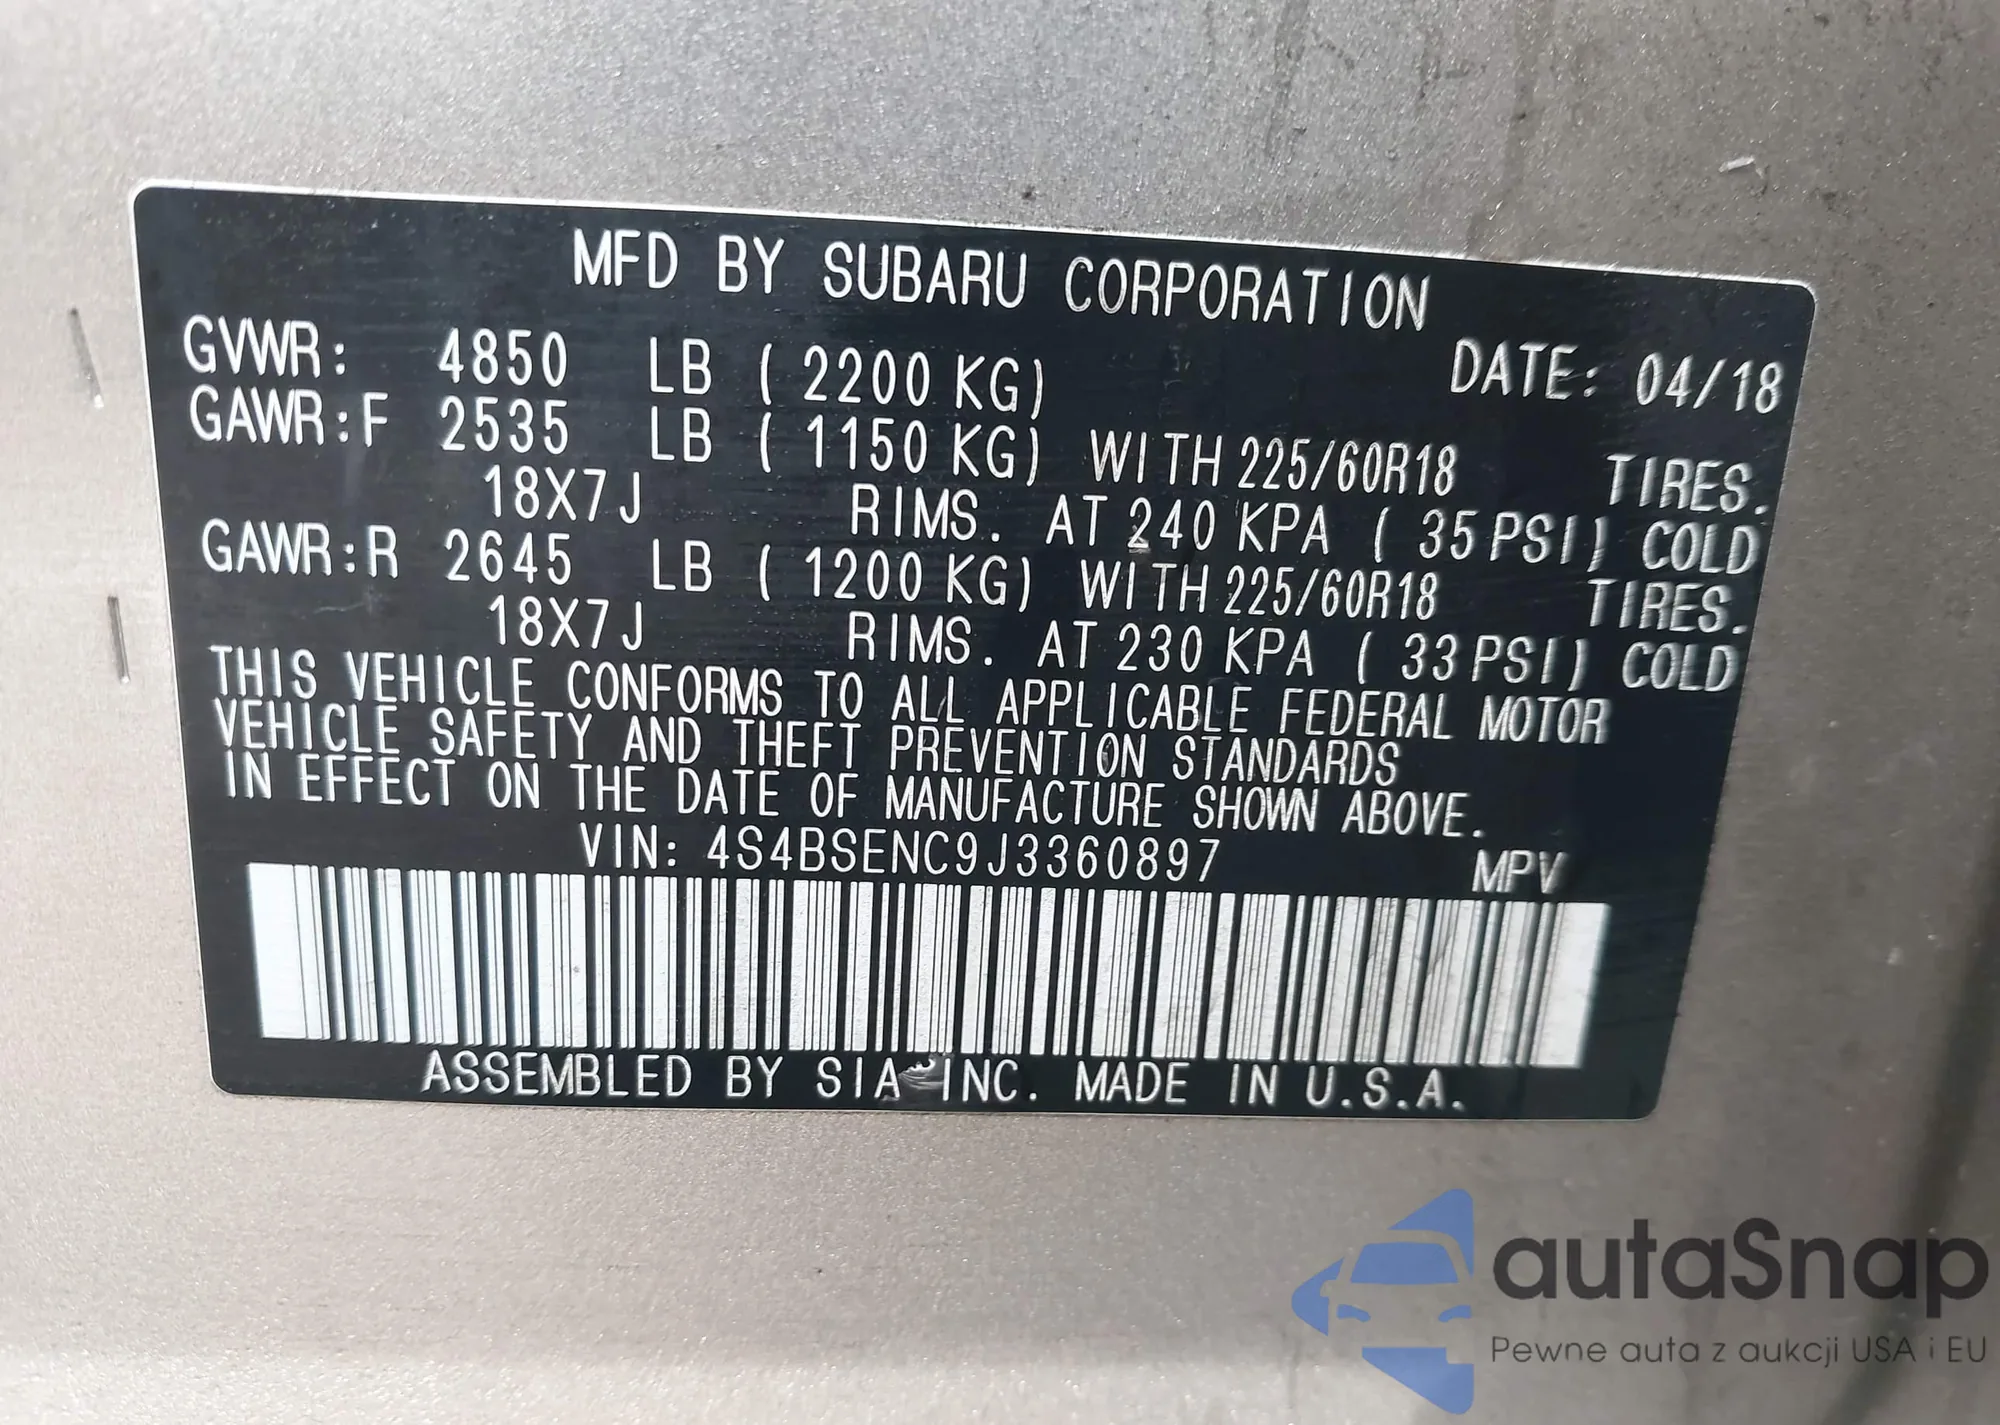 MFD BY SUBARU CORPORATION
GVWR: 4850 LB ( 2200 KG) DATE: 04/18
GAWR:F 2535 LB ( 1150 KG) WITH 225/60R18 TIRES.
18X7J RIMS. AT 240 KPA ( 35 PSI) COLD
GAWR:R 2645 LB ( 1200 KG) WITH 225/60R18 TIRES.
18X7J RIMS. AT 230 KPA ( 33 PSI) COLD
THIS VEHICLE CONFORMS TO ALL APPLICABLE FEDERAL MOTOR
VEHICLE SAFETY AND THEFT PREVENTION STANDARDS
IN EFFECT ON THE DATE OF MANUFACTURE SHOWN ABOVE.
VIN: 4S4BSENC9J3360897 MPV
ASSEMBLED BY SIA INC. MADE IN U.S.A.
autaSnap
Pewne auta z aukcji USA i EU